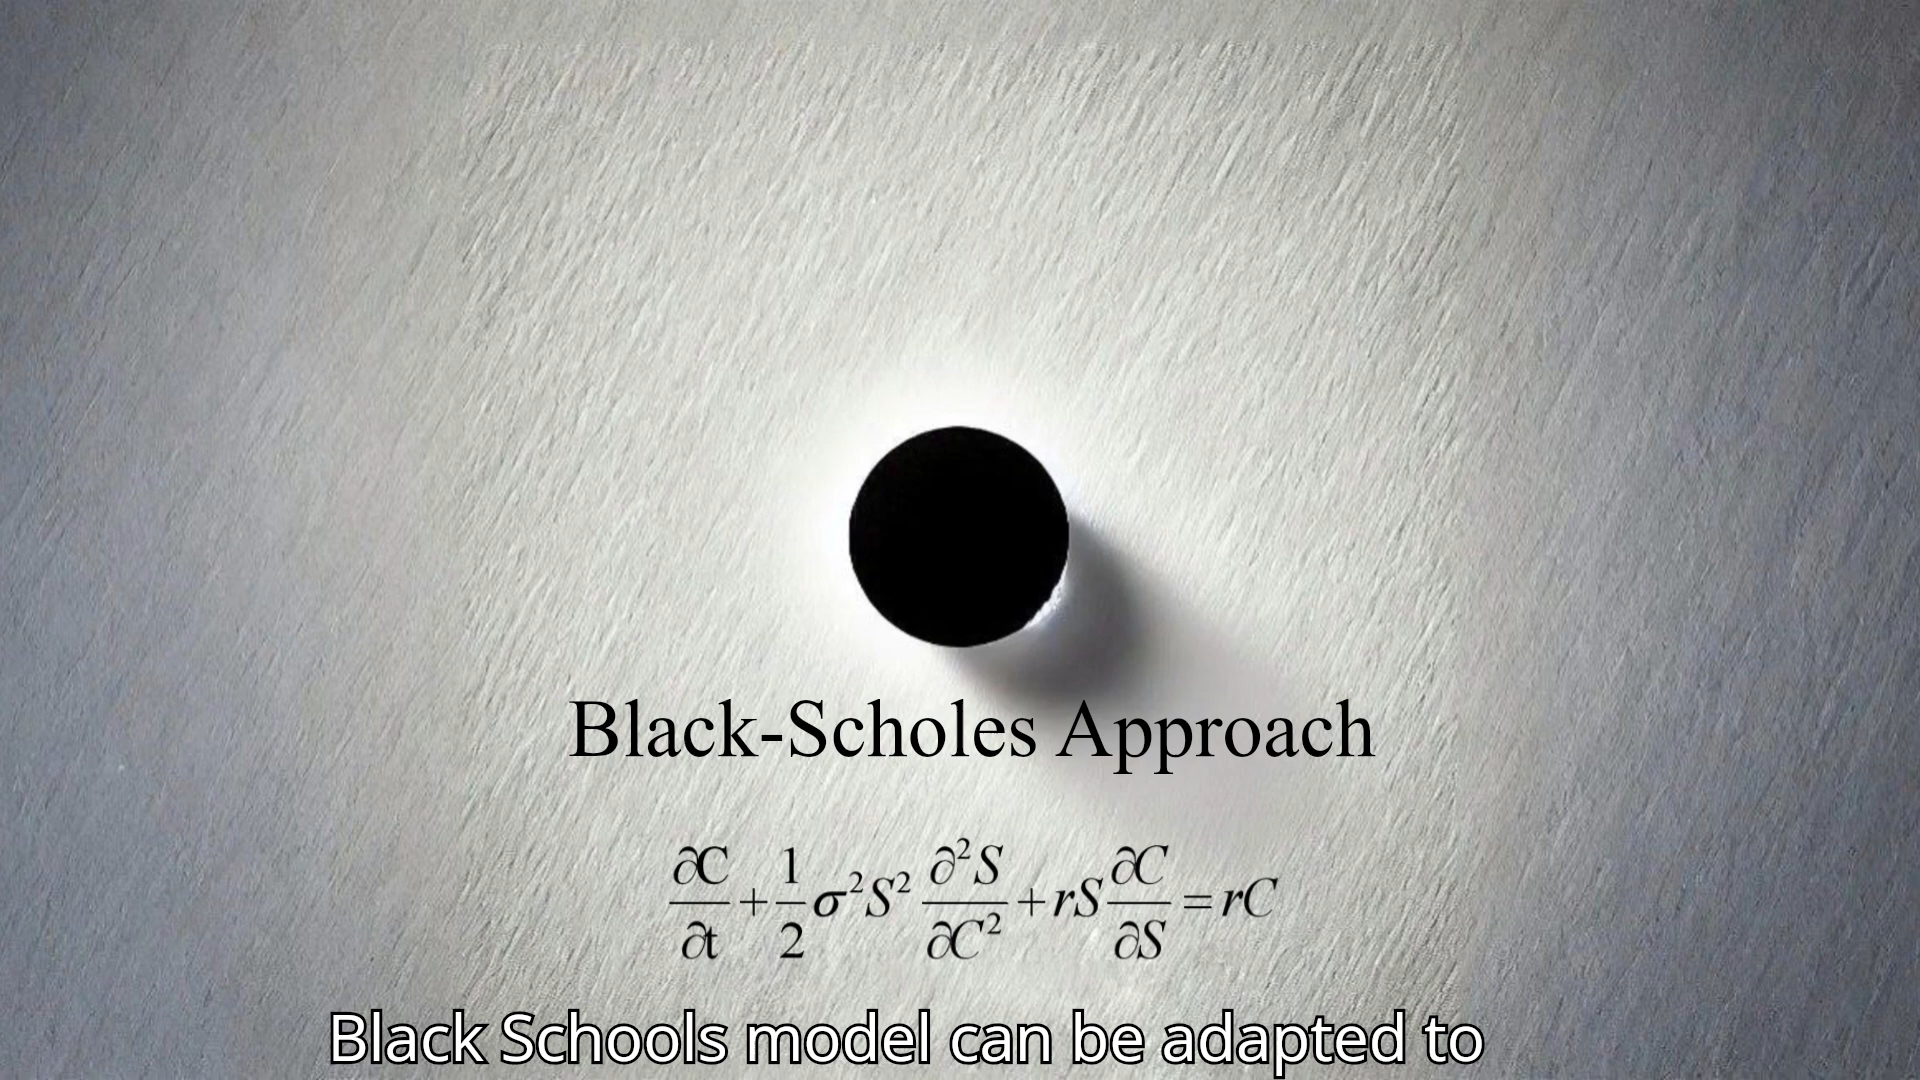 Black-Scholes Approach
∂C/∂t + 1/2 σ²S² ∂²S/∂C² + rS ∂C/∂S = rC
Black Schools model can be adapted to